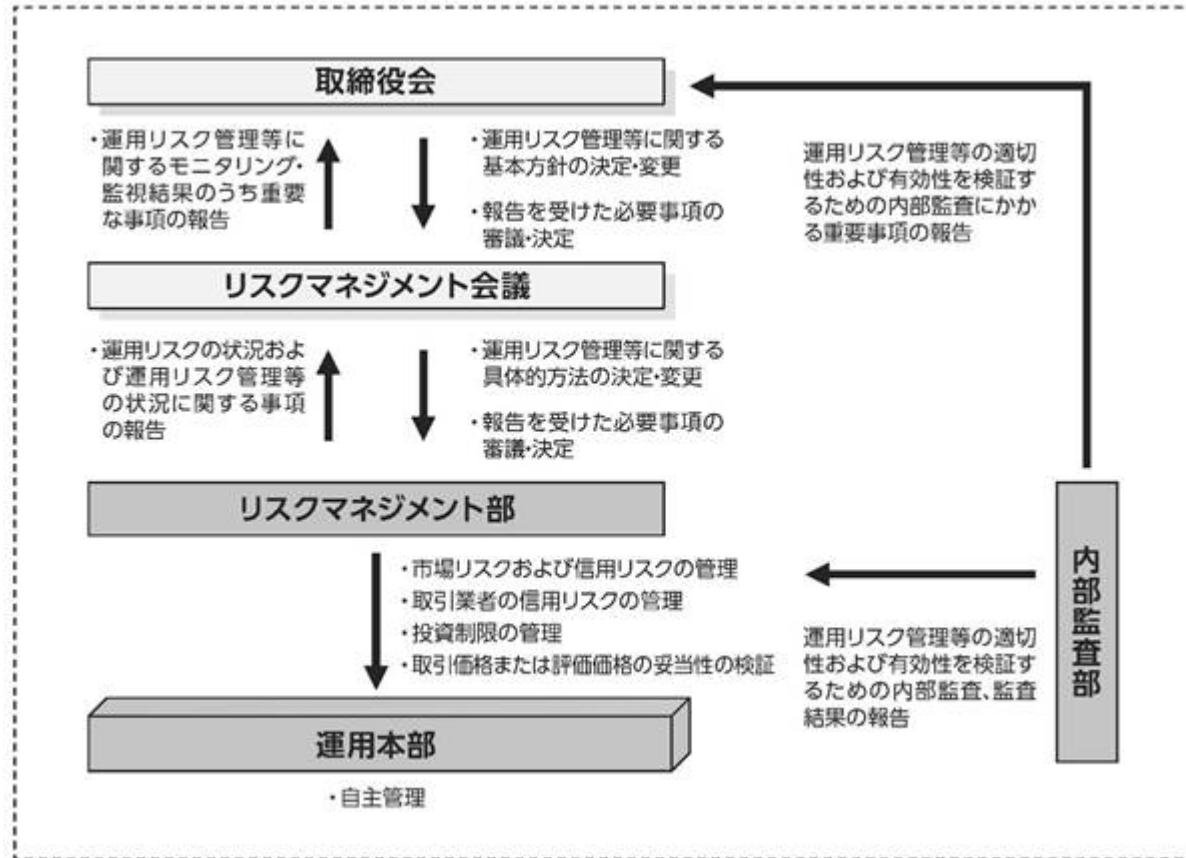 取締役会
・運用リスク管理等に
関するモニタリング・
監視結果のうち重要
な事項の報告
・運用リスク管理等に関する
基本方針の決定・変更
・報告を受けた必要事項の
審議・決定
運用リスク管理等の適切
性および有効性を検証す
るための内部監査にかか
る重要事項の報告
リスクマネジメント会議
・運用リスクの状況およ
び運用リスク管理等
の状況に関する事項
の報告
・運用リスク管理等に関する
具体的方法の決定・変更
・報告を受けた必要事項の
審議・決定
リスクマネジメント部
・市場リスクおよび信用リスクの管理
・取引業者の信用リスクの管理
・投資制限の管理
・取引価格または評価価格の妥当性の検証
運用リスク管理等の適切
性および有効性を検証す
るための内部監査、監査
結果の報告
内部監査部
運用本部
・自主管理